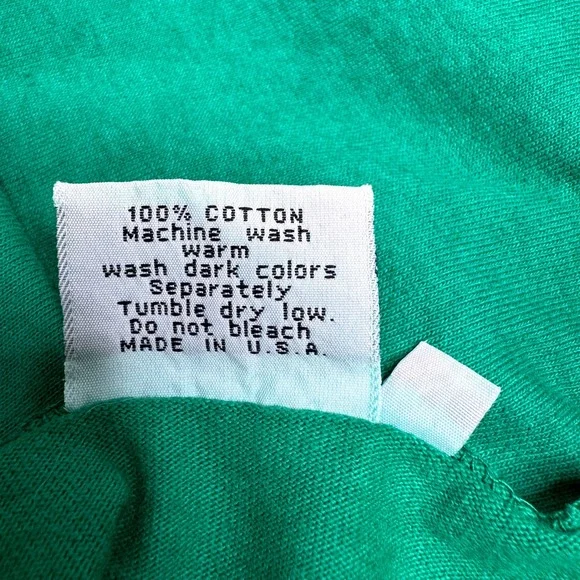 100% COTTON
Machine wash
warm
wash dark colors
Separately
Tumble dry low.
Do not bleach
MADE IN U.S.A.